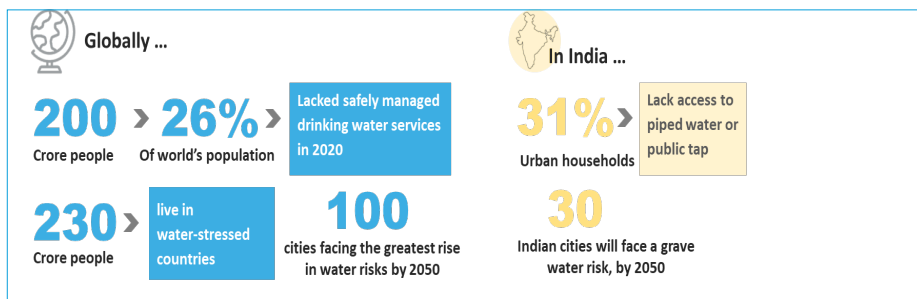 Globally ...
200
Crore people
26%
Of world's population
Lacked safely managed
drinking water services
in 2020
230
Crore people
live in
water-stressed
countries
100
cities facing the greatest rise
in water risks by 2050
In India ...
31%
Urban households
Lack access to
piped water or
public tap
30
Indian cities will face a grave
water risk, by 2050